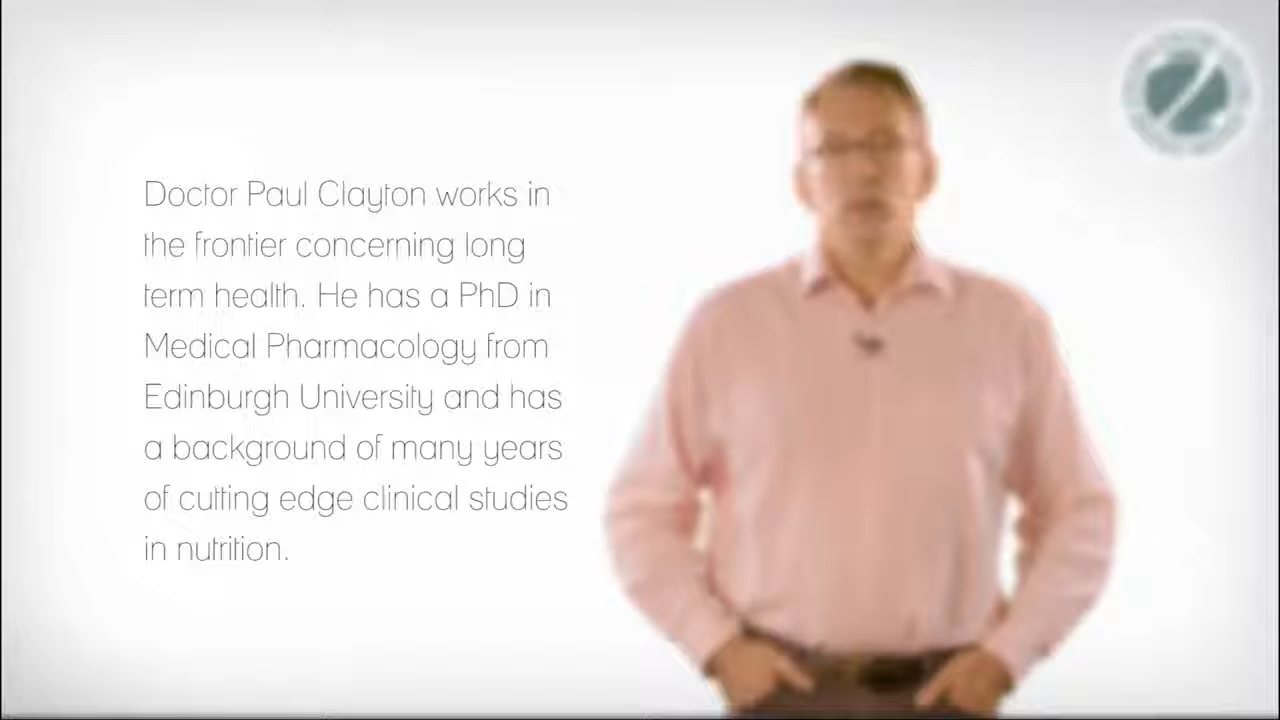 Doctor Paul Clayton works in
the frontier concerning long
term health. He has a PhD in
Medical Pharmacology from
Edinburgh University and has
a background of many years
of cutting edge clinical studies
in nutrition.